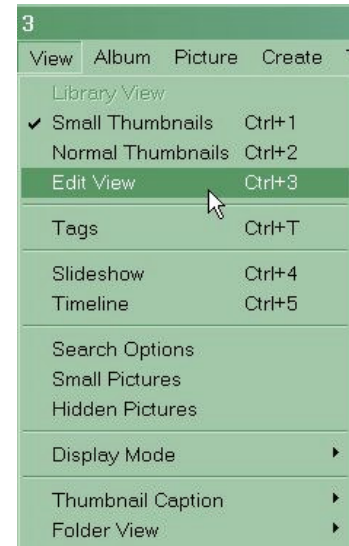 3
View Album Picture Create
Library View
✔ Small Thumbnails Ctrl+1
Normal Thumbnails Ctrl+2
Edit View Ctrl+3
Tags Ctrl+T
Slideshow Ctrl+4
Timeline Ctrl+5
Search Options
Small Pictures
Hidden Pictures
Display Mode
Thumbnail Caption
Folder View